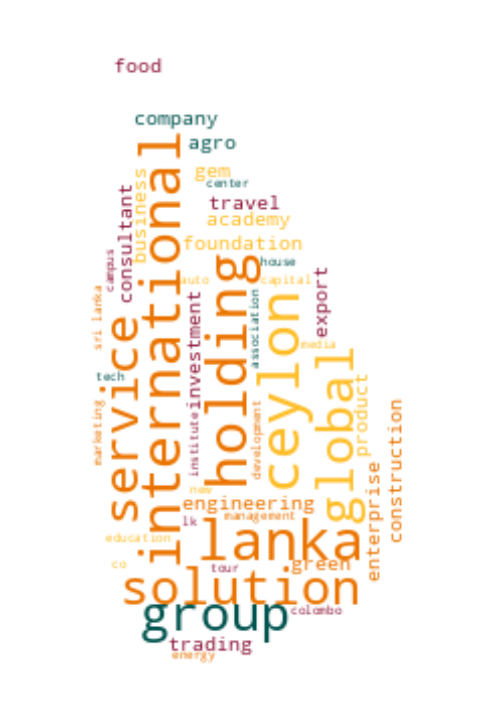 food
company
agro
international
gem
center
business
consultant
travel
academy
foundation
campus
house
holding
auto
capital
export
sri lanka
investment
association
ceylon
service
media
global
tech
product
marketing
institute
development
construction
enterprise
new
engineering
management
lk
lanka
education
co
tour
green
solution
group
colombo
trading
energy